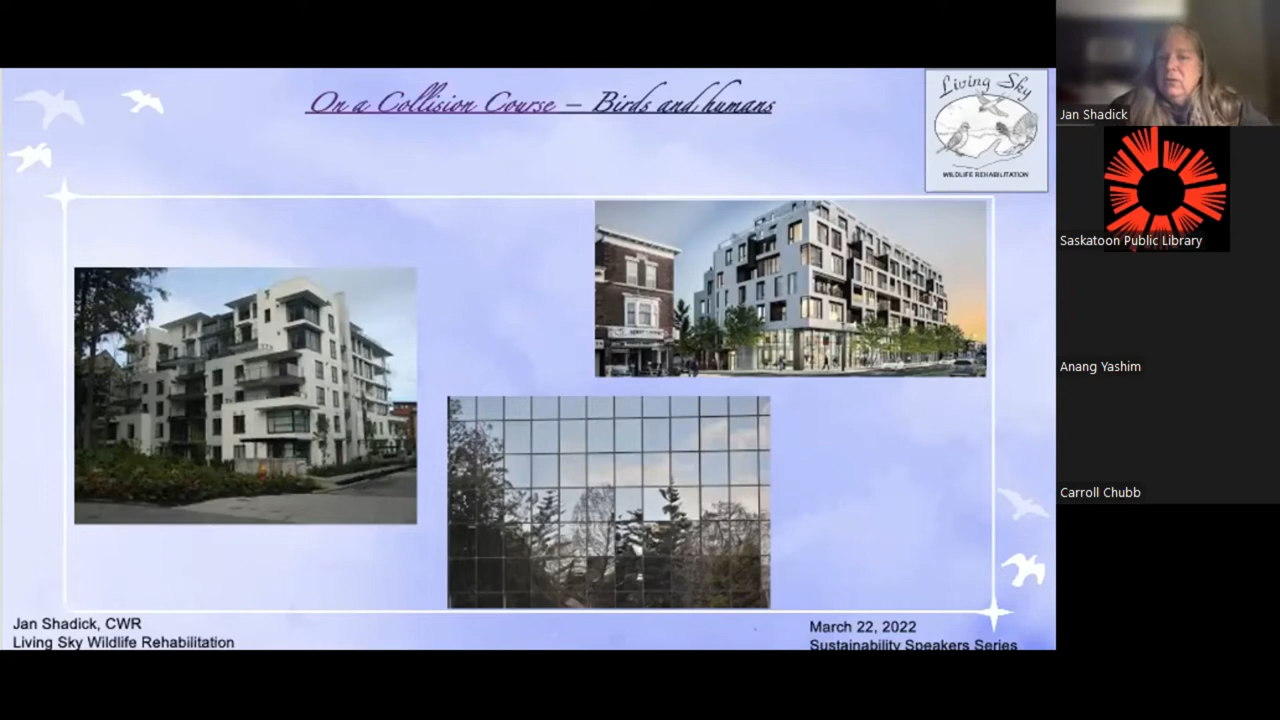 On a Collision Course – Birds and humans
Living Sky
WILDLIFE REHABILITATION
Jan Shadick, CWR
Living Sky Wildlife Rehabilitation
March 22, 2022
Sustainability Speakers Series
Jan Shadick
Saskatoon Public Library
Anang Yashim
Carroll Chubb